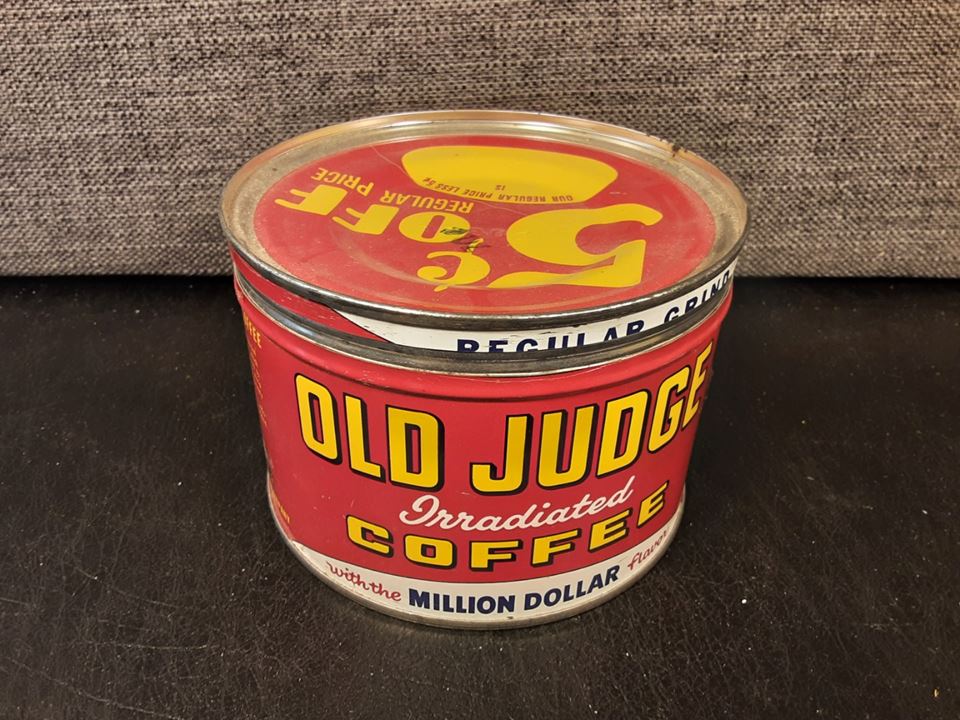 5¢ OFF
REGULAR PRICE
OUR REGULAR PRICE LESS 5¢
IS
REGULAR GRIND
OLD JUDGE
Irradiated
COFFEE
with the MILLION DOLLAR flavor